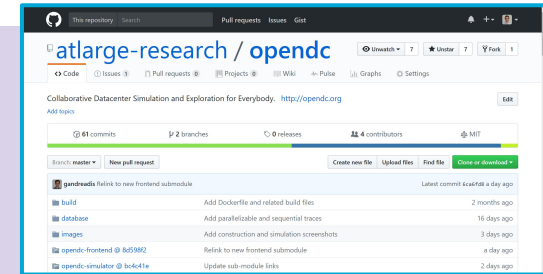 This repository Search Pull requests Issues Gist
atlarge-research / opendc Unwatch 7 Unstar 7 Fork 1
Code Issues 1 Pull requests 0 Projects 0 Wiki Pulse Graphs Settings
Collaborative Datacenter Simulation and Exploration for Everybody. http://opendc.org Edit
Add topics
61 commits 2 branches 0 releases 4 contributors MIT
Branch: master New pull request Create new file Upload files Find file Clone or download
gandreadis Relink to new frontend submodule Latest commit 6ca6fd8 a day ago
build Add Dockerfile and related build files 2 months ago
database Add parallelizable and sequential traces 16 days ago
images Add construction and simulation screenshots 3 days ago
opendc-frontend @ 8d598f2 Relink to new frontend submodule a day ago
opendc-simulator @ bc4c41e Update sub-module links 2 days ago